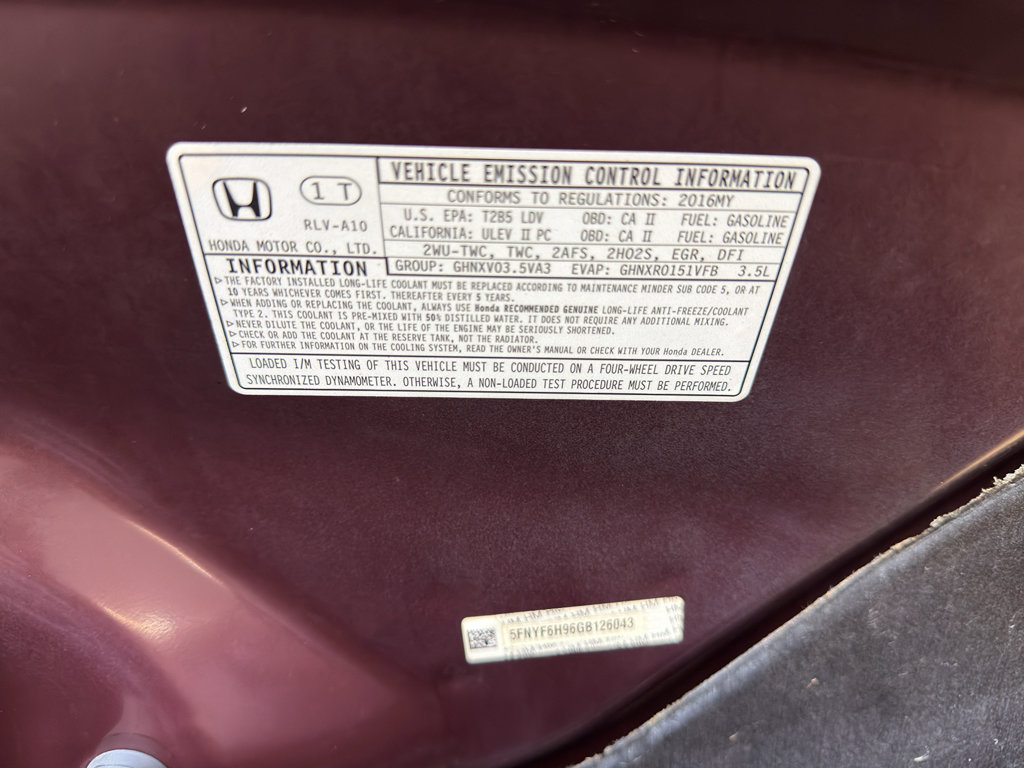 1 T
RLV-A10
HONDA MOTOR CO., LTD.
VEHICLE EMISSION CONTROL INFORMATION
CONFORMS TO REGULATIONS: 2016MY
U.S. EPA: T2B5 LDV OBD: CA II FUEL: GASOLINE
CALIFORNIA: ULEV II PC OBD: CA II FUEL: GASOLINE
2WU-TWC, TWC, 2AFS, 2HO2S, EGR, DFI
GROUP: GHNXV03.5VA3 EVAP: GHNXR0151VFB 3.5L
INFORMATION
▷THE FACTORY INSTALLED LONG-LIFE COOLANT MUST BE REPLACED ACCORDING TO MAINTENANCE MINDER SUB CODE 5, OR AT
10 YEARS WHICHEVER COMES FIRST. THEREAFTER EVERY 5 YEARS.
▷WHEN ADDING OR REPLACING THE COOLANT, ALWAYS USE Honda RECOMMENDED GENUINE LONG-LIFE ANTI-FREEZE/COOLANT
TYPE 2. THIS COOLANT IS PRE-MIXED WITH 50% DISTILLED WATER. IT DOES NOT REQUIRE ANY ADDITIONAL MIXING.
▷NEVER DILUTE THE COOLANT, OR THE LIFE OF THE ENGINE MAY BE SERIOUSLY SHORTENED.
▷CHECK OR ADD THE COOLANT AT THE RESERVE TANK, NOT THE RADIATOR.
▷FOR FURTHER INFORMATION ON THE COOLING SYSTEM, READ THE OWNER'S MANUAL OR CHECK WITH YOUR Honda DEALER.
LOADED I/M TESTING OF THIS VEHICLE MUST BE CONDUCTED ON A FOUR-WHEEL DRIVE SPEED
SYNCHRONIZED DYNAMOMETER. OTHERWISE, A NON-LOADED TEST PROCEDURE MUST BE PERFORMED.
5FNYF6H96GB126043